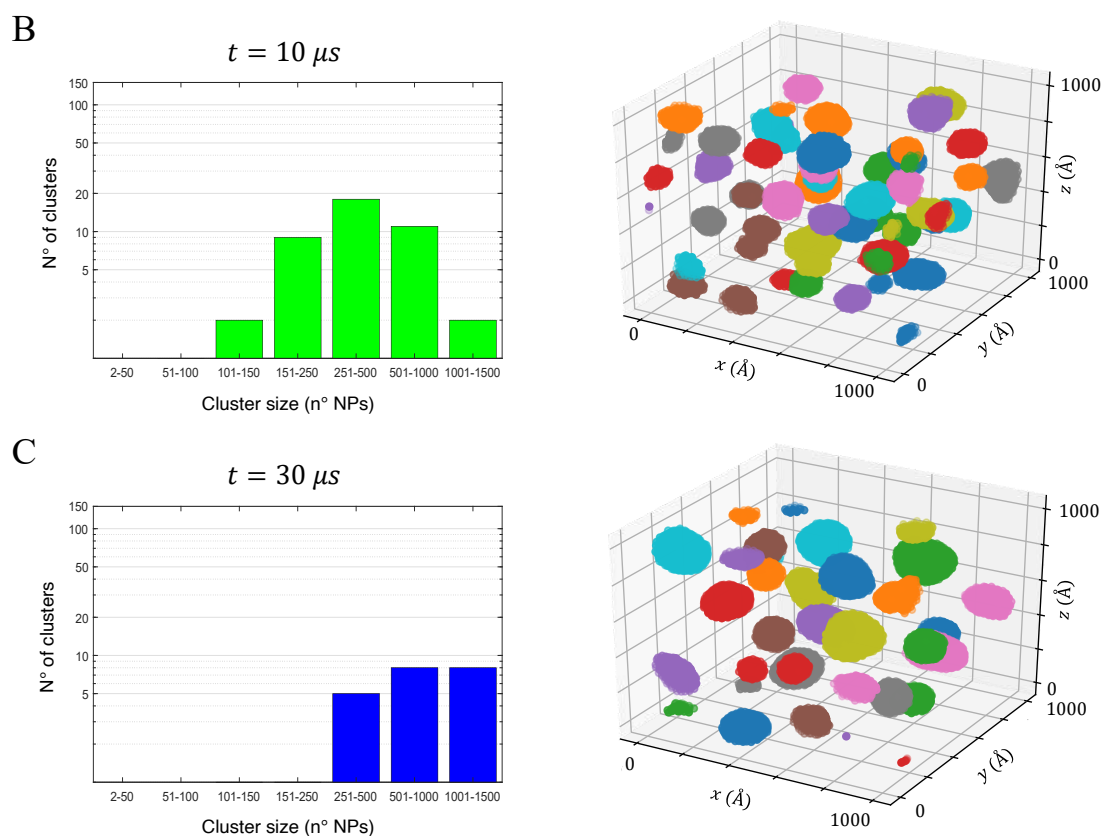 B
t = 10 μs
150
100
50
20
10
5
N° of clusters
2-50 51-100 101-150 151-250 251-500 501-1000 1001-1500
Cluster size (n° NPs)
1000
z (Å)
0
1000
y (Å)
0
0
x (Å)
1000
C
t = 30 μs
150
100
50
20
10
5
N° of clusters
2-50 51-100 101-150 151-250 251-500 501-1000 1001-1500
Cluster size (n° NPs)
1000
z (Å)
0
1000
y (Å)
0
0
x (Å)
1000